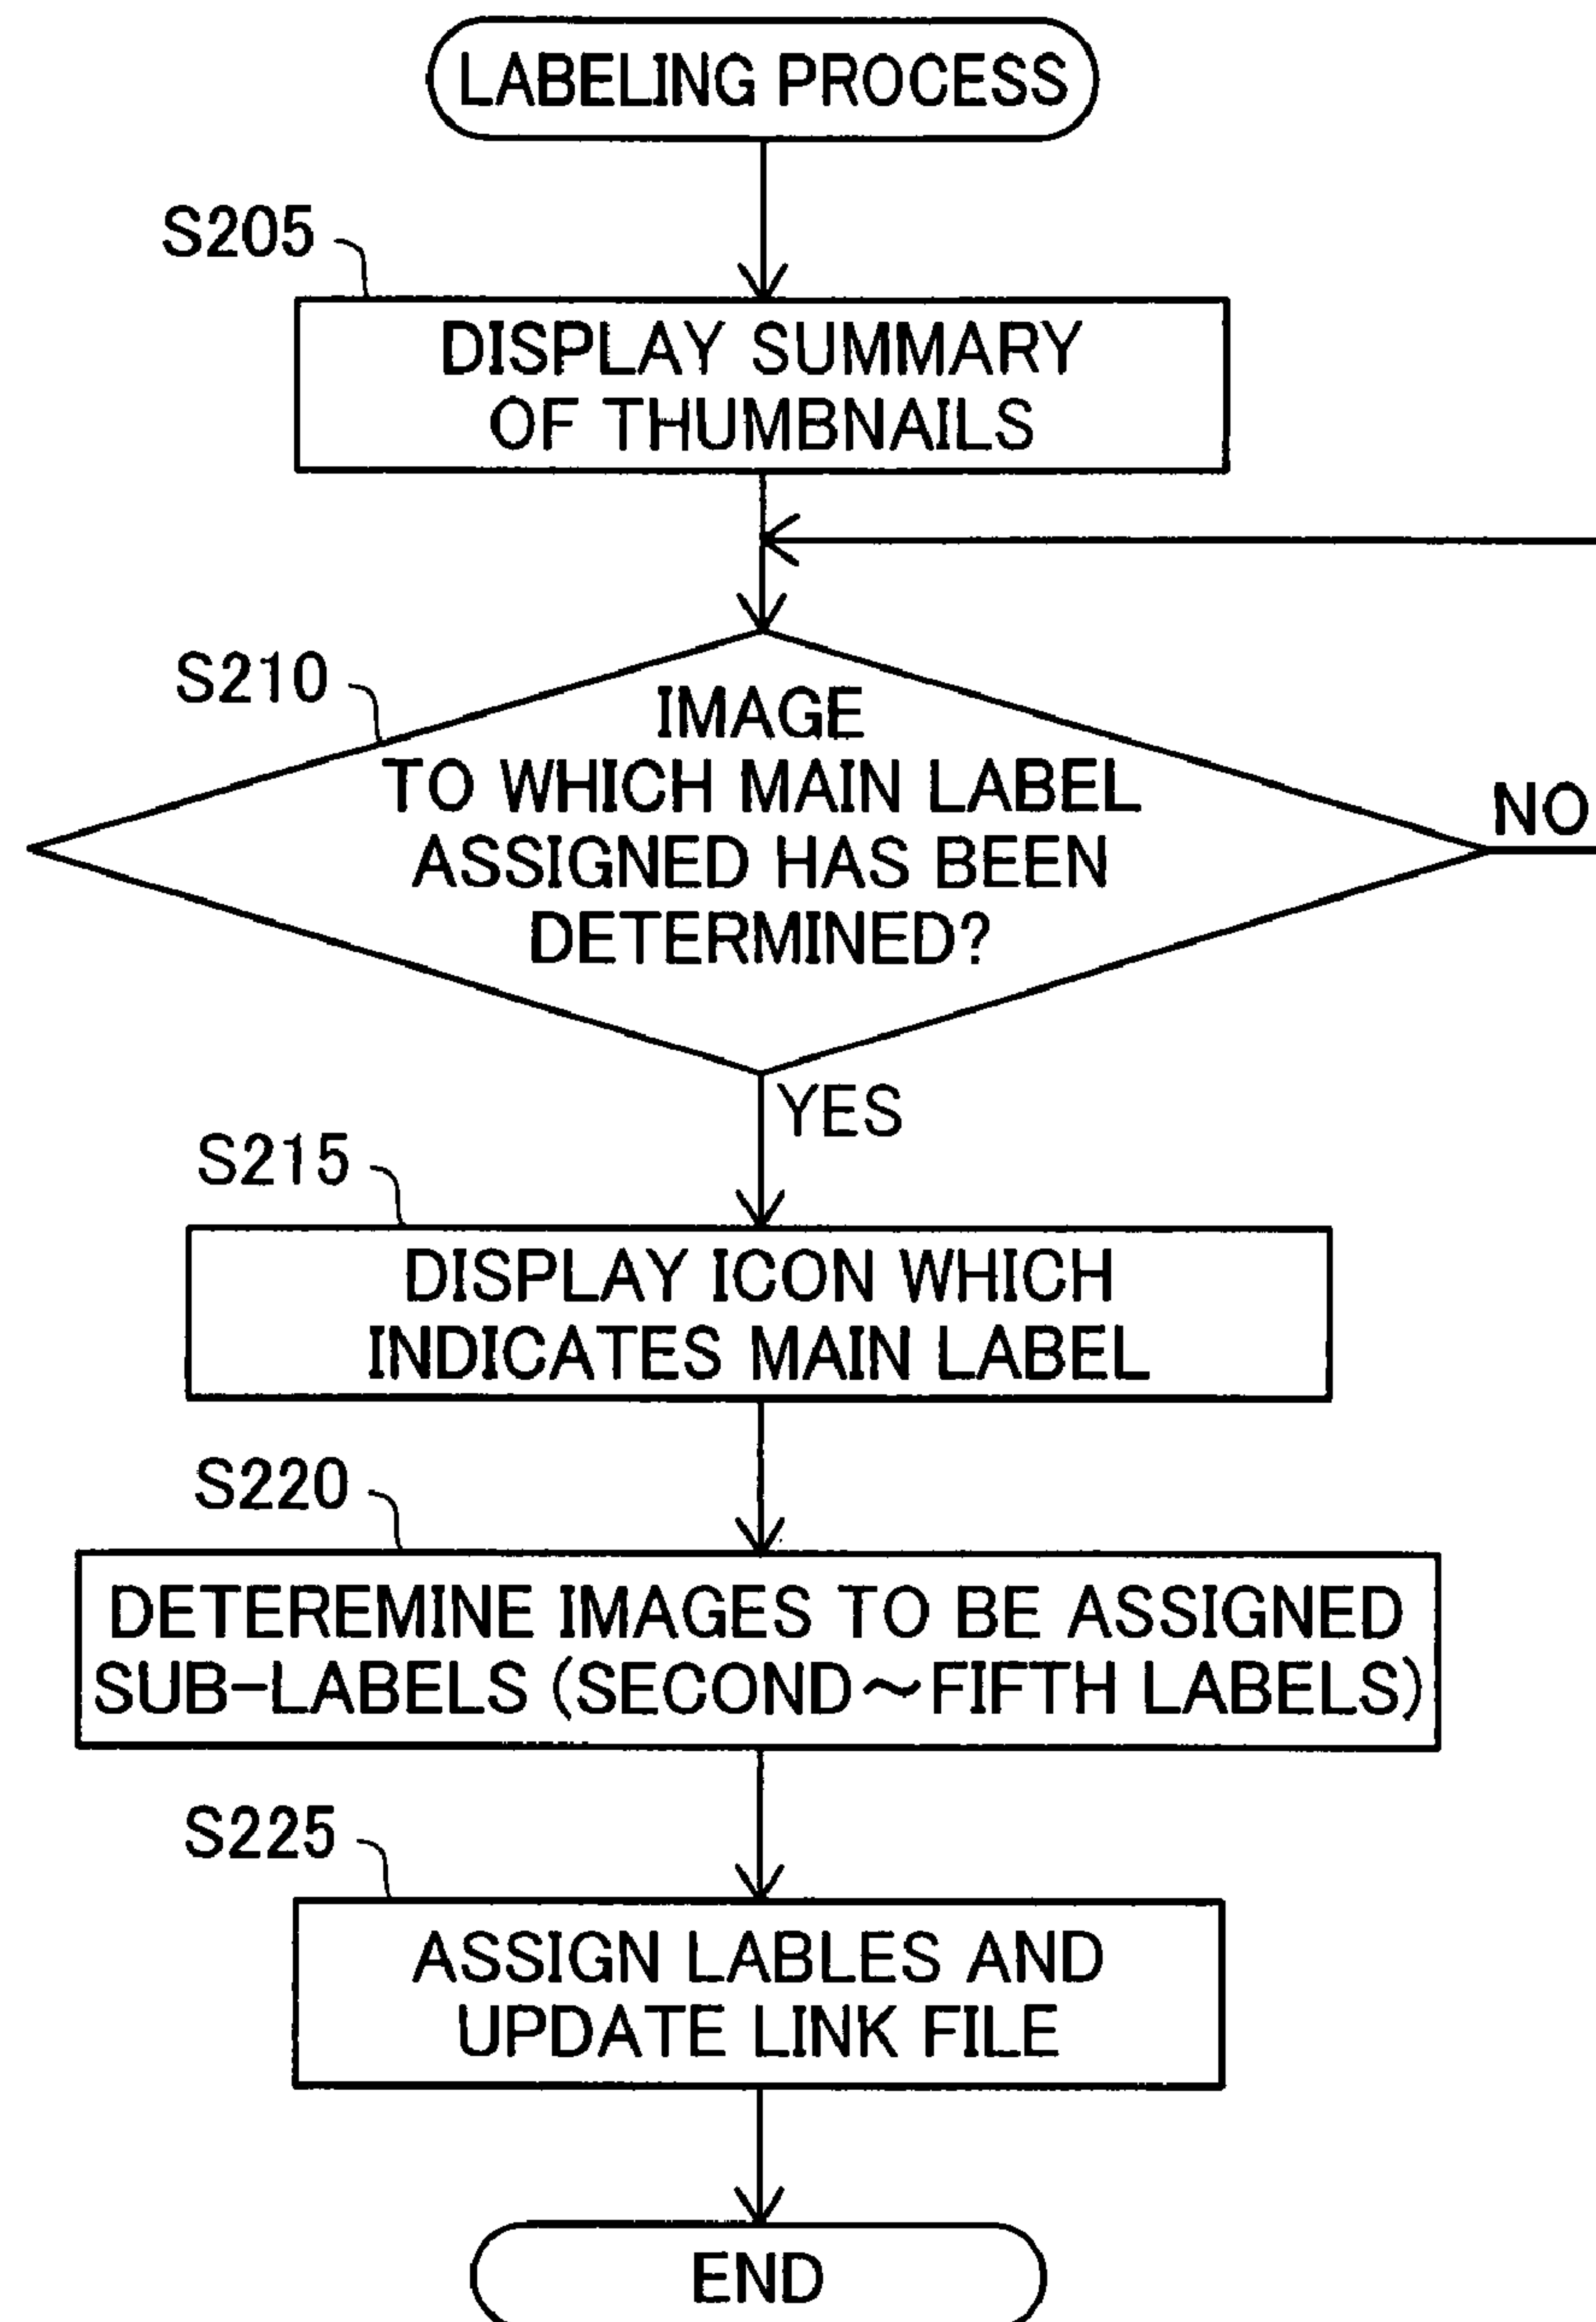 LABELING PROCESS
S205
DISPLAY SUMMARY
OF THUMBNAILS
S210
IMAGE
TO WHICH MAIN LABEL
ASSIGNED HAS BEEN
DETERMINED?
NO
YES
S215
DISPLAY ICON WHICH
INDICATES MAIN LABEL
S220
DETEREMINE IMAGES TO BE ASSIGNED
SUB-LABELS (SECOND~FIFTH LABELS)
S225
ASSIGN LABLES AND
UPDATE LINK FILE
END